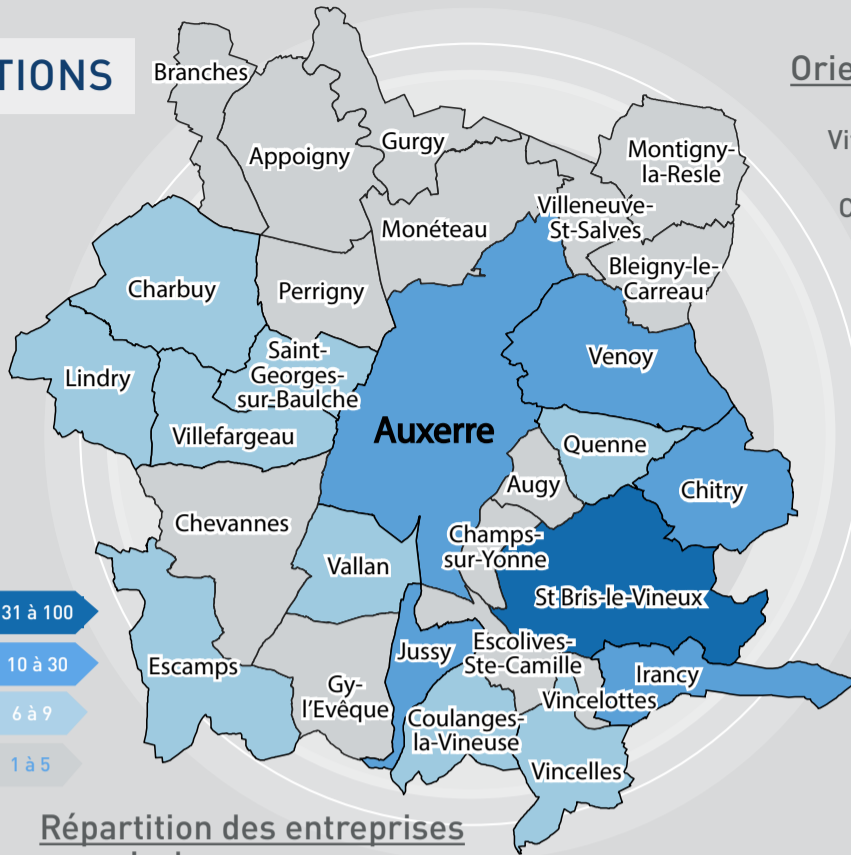 TIONS
Orie
Branches
Appoigny
Gurgy
Montigny-
la-Resle
Monéteau
Villeneuve-
St-Salves
Bleigny-le-
Carreau
Charbuy
Perrigny
Saint-
Georges-
sur-Baulche
Lindry
Villefargeau
Venoy
Auxerre
Quenne
Augy
Chitry
Chevannes
Champs-
sur-Yonne
Vallan
St Bris-le-Vineux
Escamps
Jussy
Escolives-
Ste-Camille
Irancy
Gy-
l'Evêque
Vincelottes
Coulanges-
la-Vineuse
Vincelles
31 à 100
10 à 30
6 à 9
1 à 5
Répartition des entreprises